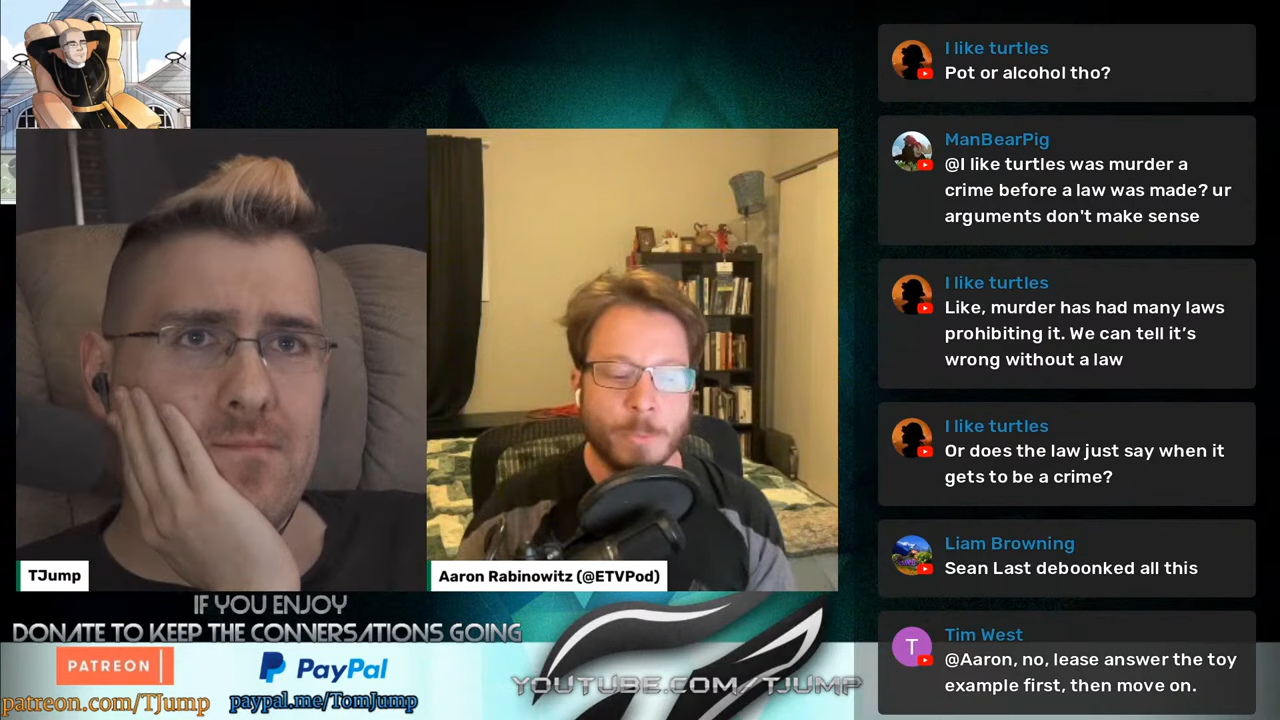 I like turtles
Pot or alcohol tho?
ManBearPig
@I like turtles was murder a
crime before a law was made? ur
arguments don't make sense
I like turtles
Like, murder has had many laws
prohibiting it. We can tell it’s
wrong without a law
I like turtles
Or does the law just say when it
gets to be a crime?
Liam Browning
Sean Last deboonked all this
T
Tim West
@Aaron, no, lease answer the toy
example first, then move on.
TJump
Aaron Rabinowitz (@ETVPod)
IF YOU ENJOY
DONATE TO KEEP THE CONVERSATIONS GOING
PATREON
PayPal
patreon.com/TJump
paypal.me/TomJump
YOUTUBE.COM/TJUMP